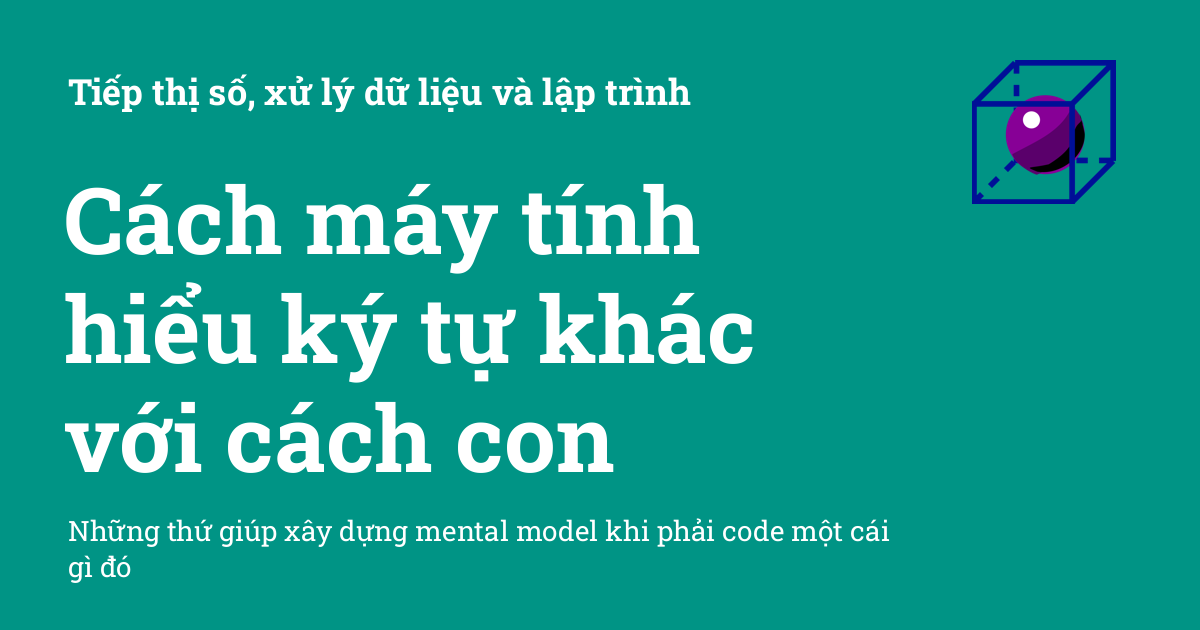 Tiếp thị số, xử lý dữ liệu và lập trình
Cách máy tính
hiểu ký tự khác
với cách con
Những thứ giúp xây dựng mental model khi phải code một cái
gì đó